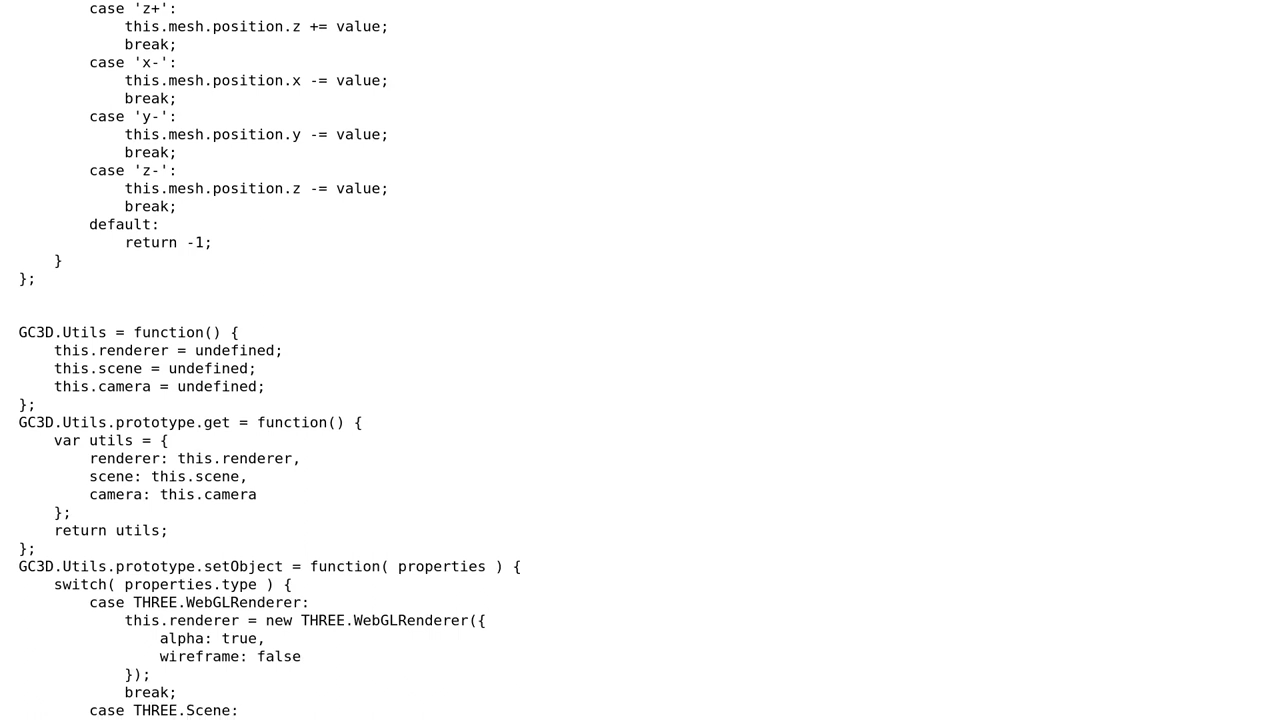 case 'z+':
            this.mesh.position.z += value;
            break;
        case 'x-':
            this.mesh.position.x -= value;
            break;
        case 'y-':
            this.mesh.position.y -= value;
            break;
        case 'z-':
            this.mesh.position.z -= value;
            break;
        default:
            return -1;
    }
};


GC3D.Utils = function() {
    this.renderer = undefined;
    this.scene = undefined;
    this.camera = undefined;
};
GC3D.Utils.prototype.get = function() {
    var utils = {
        renderer: this.renderer,
        scene: this.scene,
        camera: this.camera
    };
    return utils;
};
GC3D.Utils.prototype.setObject = function( properties ) {
    switch( properties.type ) {
        case THREE.WebGLRenderer:
            this.renderer = new THREE.WebGLRenderer({
                alpha: true,
                wireframe: false
            });
            break;
        case THREE.Scene: